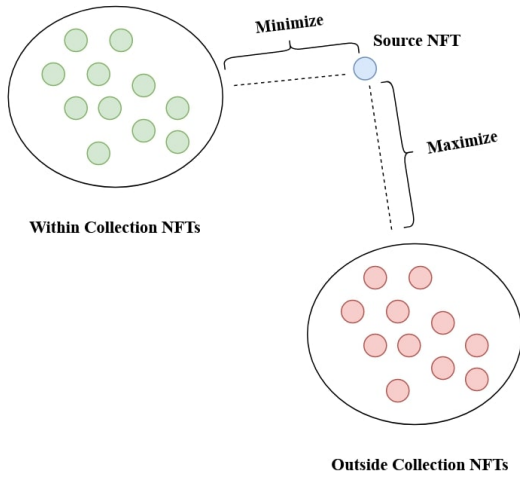 Minimize
Source NFT
Maximize
Within Collection NFTs
Outside Collection NFTs